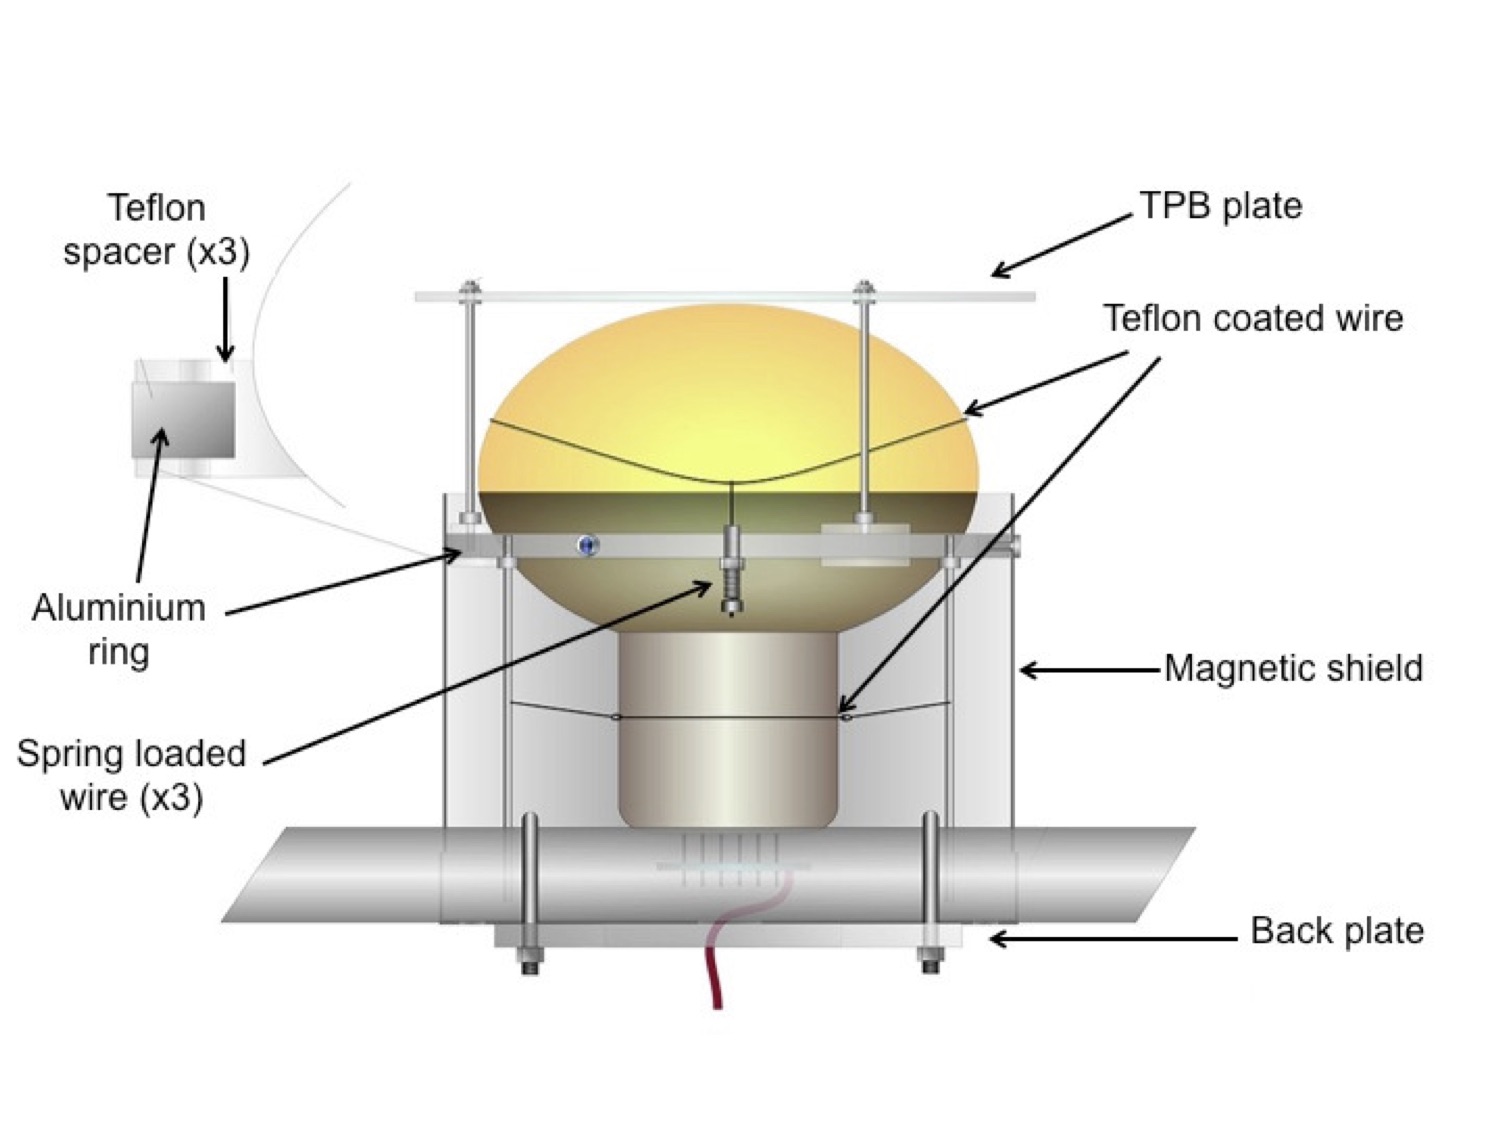 Teflon
spacer (x3)
TPB plate
Teflon coated wire
Aluminium
ring
Magnetic shield
Spring loaded
wire (x3)
Back plate